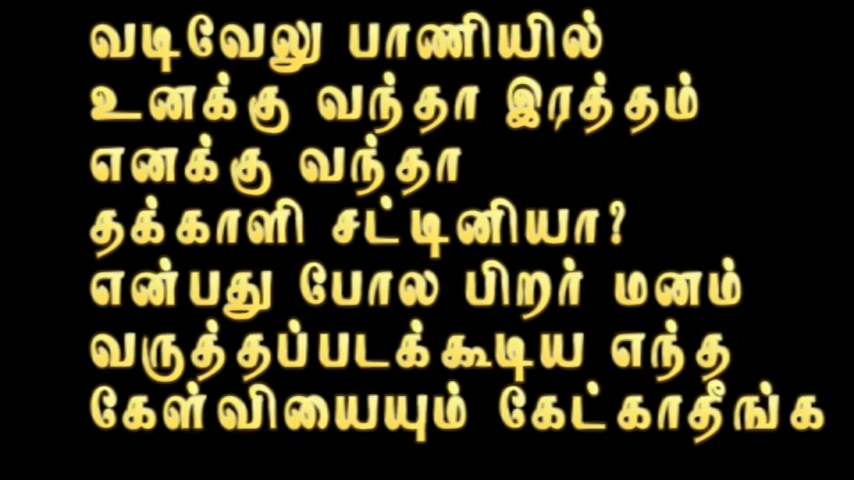 வடிவேலு பாணியில்
உனக்கு வந்தா இரத்தம்
எனக்கு வந்தா
தக்காளி சட்டினியா?
என்பது போல பிறர் மனம்
வருத்தப்படக்கூடிய எந்த
கேள்வியையும் கேட்காதீங்க